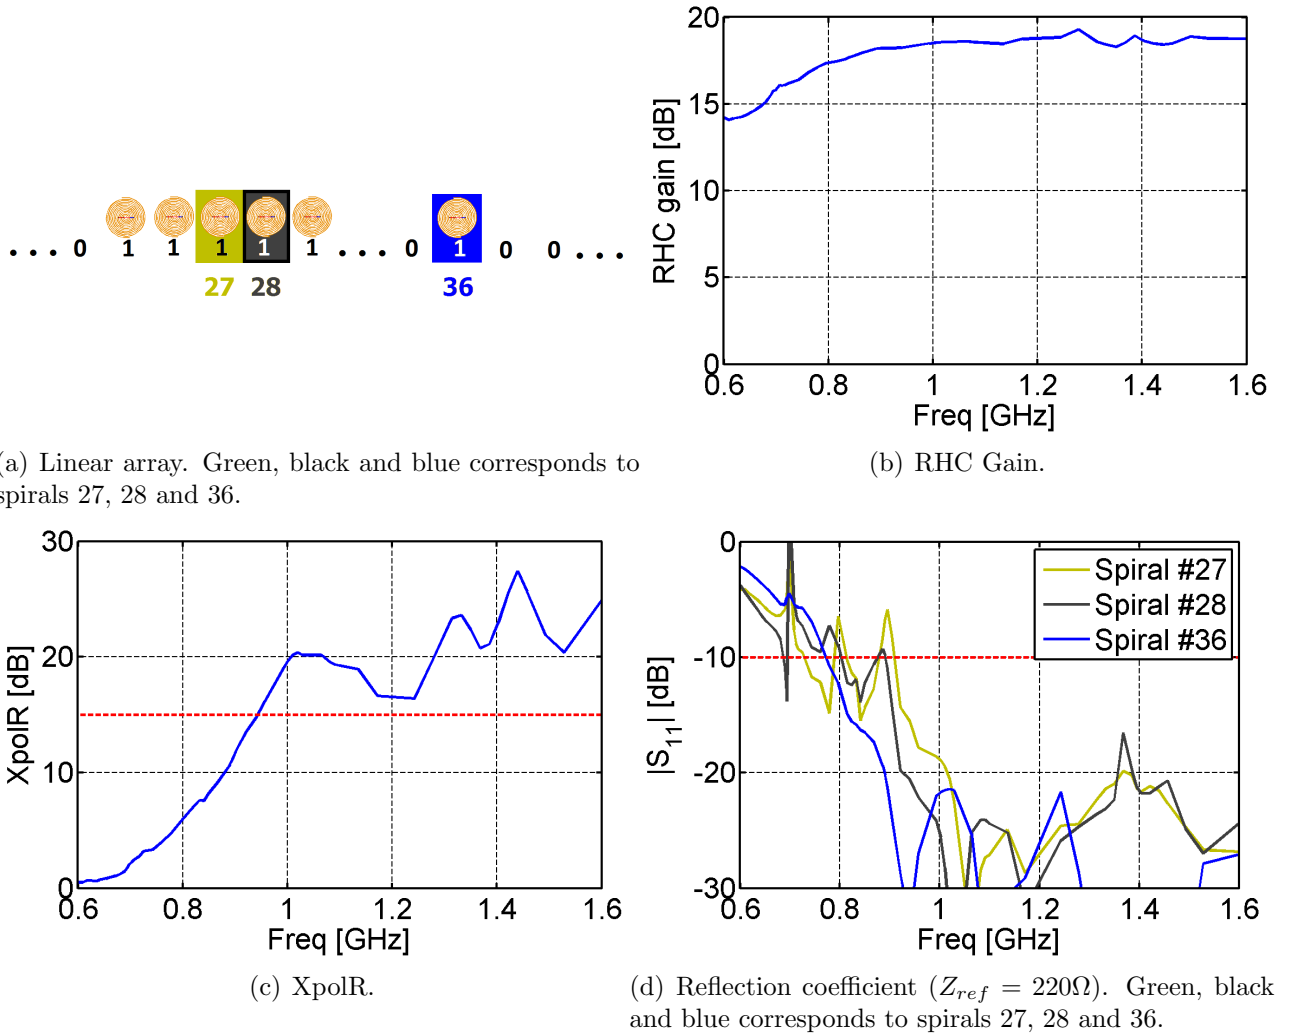 . . . 0 1 1 1 1 1 . . . 0 1 0 0 . . .
27 28 36
(a) Linear array. Green, black and blue corresponds to
spirals 27, 28 and 36.
20
15
10
5
0
RHC gain [dB]
0.6 0.8 1 1.2 1.4 1.6
Freq [GHz]
(b) RHC Gain.
30
20
10
0
XpolR [dB]
0.6 0.8 1 1.2 1.4 1.6
Freq [GHz]
(c) XpolR.
0
-10
-20
-30
|S11| [dB]
Spiral #27
Spiral #28
Spiral #36
0.6 0.8 1 1.2 1.4 1.6
Freq [GHz]
(d) Reflection coefficient (Zref = 220Ω). Green, black
and blue corresponds to spirals 27, 28 and 36.